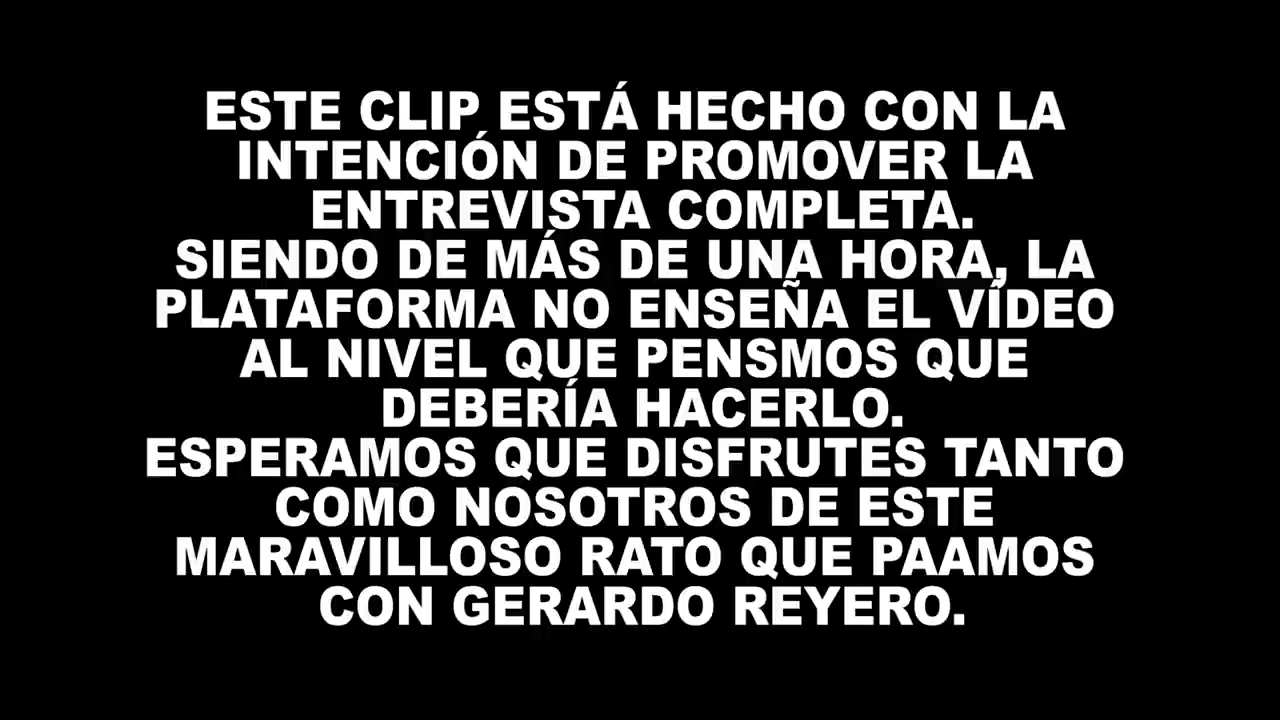 ESTE CLIP ESTÁ HECHO CON LA
INTENCIÓN DE PROMOVER LA
ENTREVISTA COMPLETA.
SIENDO DE MÁS DE UNA HORA, LA
PLATAFORMA NO ENSEÑA EL VÍDEO
AL NIVEL QUE PENSMOS QUE
DEBERÍA HACERLO.
ESPERAMOS QUE DISFRUTES TANTO
COMO NOSOTROS DE ESTE
MARAVILLOSO RATO QUE PAAMOS
CON GERARDO REYERO.